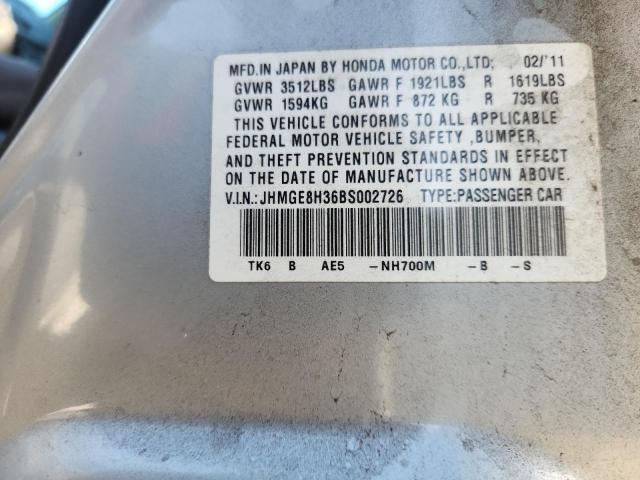 MFD.IN JAPAN BY HONDA MOTOR CO.,LTD; 02/'11
GVWR 3512LBS GAWR F 1921LBS R 1619LBS
GVWR 1594KG GAWR F 872 KG R 735 KG
THIS VEHICLE CONFORMS TO ALL APPLICABLE
FEDERAL MOTOR VEHICLE SAFETY ,BUMPER,
AND THEFT PREVENTION STANDARDS IN EFFECT
ON THE DATE OF MANUFACTURE SHOWN ABOVE.
V.I.N.:JHMGE8H36BS002726 TYPE:PASSENGER CAR
TK6 B AE5 -NH700M -B -S